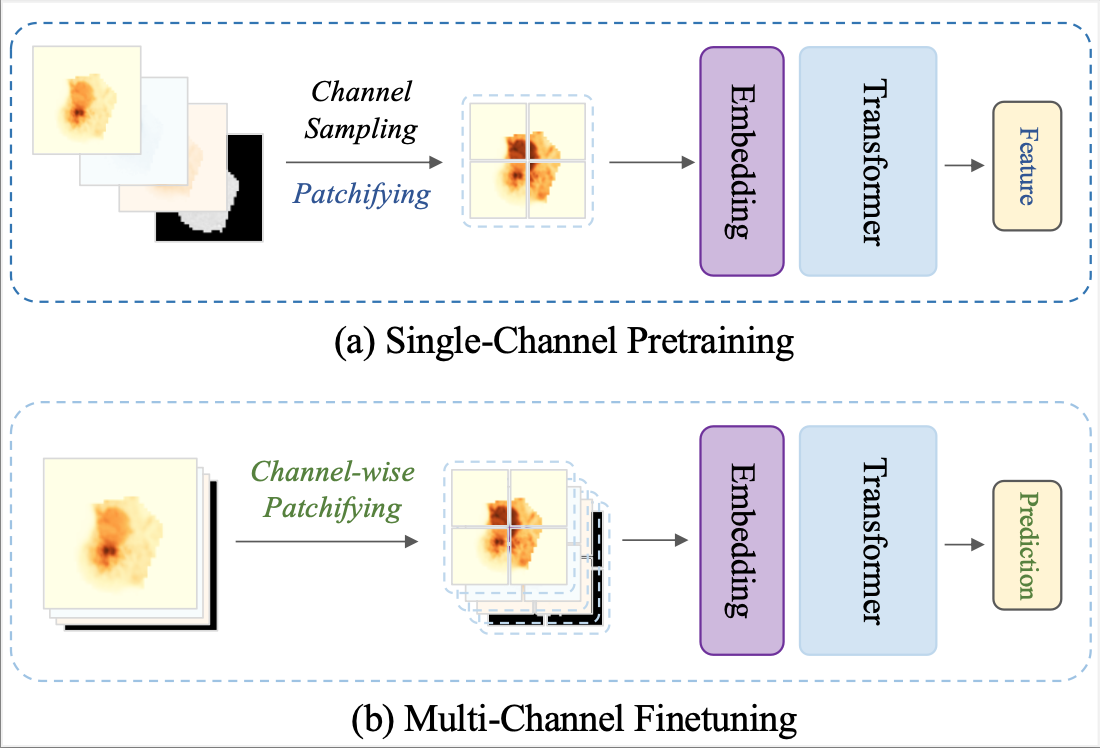 Channel
Sampling
Patchifying
Embedding
Transformer
Feature
(a) Single-Channel Pretraining
Channel-wise
Patchifying
Embedding
Transformer
Prediction
(b) Multi-Channel Finetuning